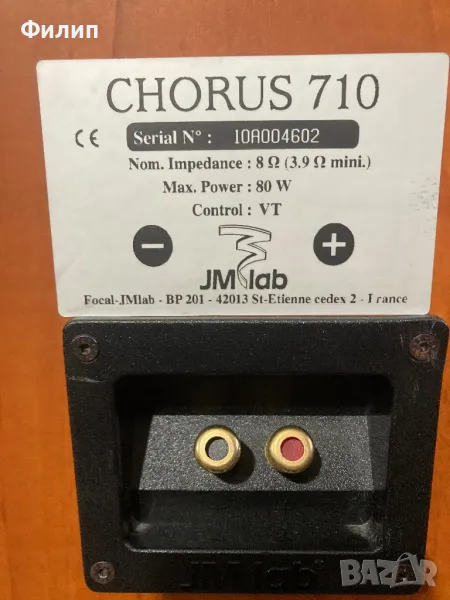 Филип
CHORUS 710
CE Serial N° : 10A004602
Nom. Impedance : 8 Ω (3.9 Ω mini.)
Max. Power : 80 W
Control : VT
− +
JMlab
Focal-JMlab - BP 201 - 42013 St-Etienne cedex 2 - France
JMlab
BAZAR